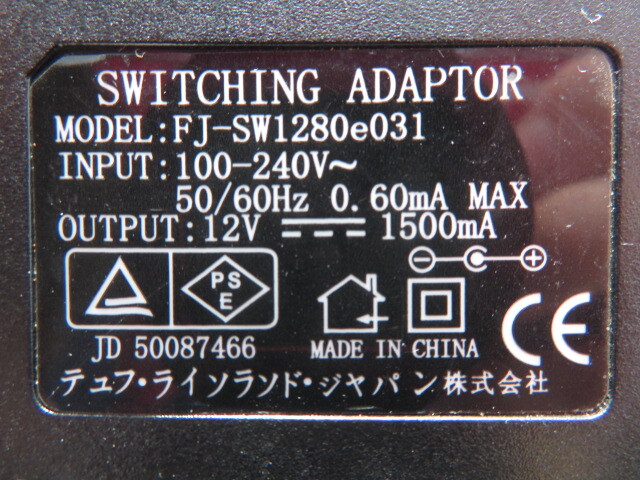 SWITCHING ADAPTOR
MODEL:FJ-SW1280e031
INPUT:100-240V~
50/60Hz 0.60mA MAX
OUTPUT:12V ⎓ 1500mA
PS
E
JD 50087466
MADE IN CHINA
CE
テュフ・ラインランド・ジャパン株式会社